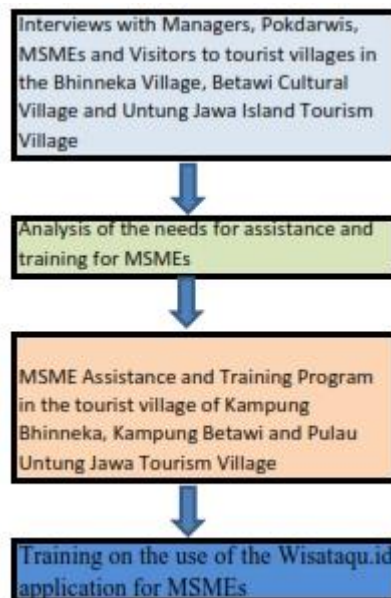 Interviews with Managers, Pokdarwis,
MSMEs and Visitors to tourist villages in
the Bhinneka Village, Betawi Cultural
Village and Untung Jawa Island Tourism
Village
Analysis of the needs for assistance and
training for MSMEs
MSME Assistance and Training Program
in the tourist village of Kampung
Bhinneka, Kampung Betawi and Pulau
Untung Jawa Tourism Village
Training on the use of the Wisataqu.id
application for MSMEs